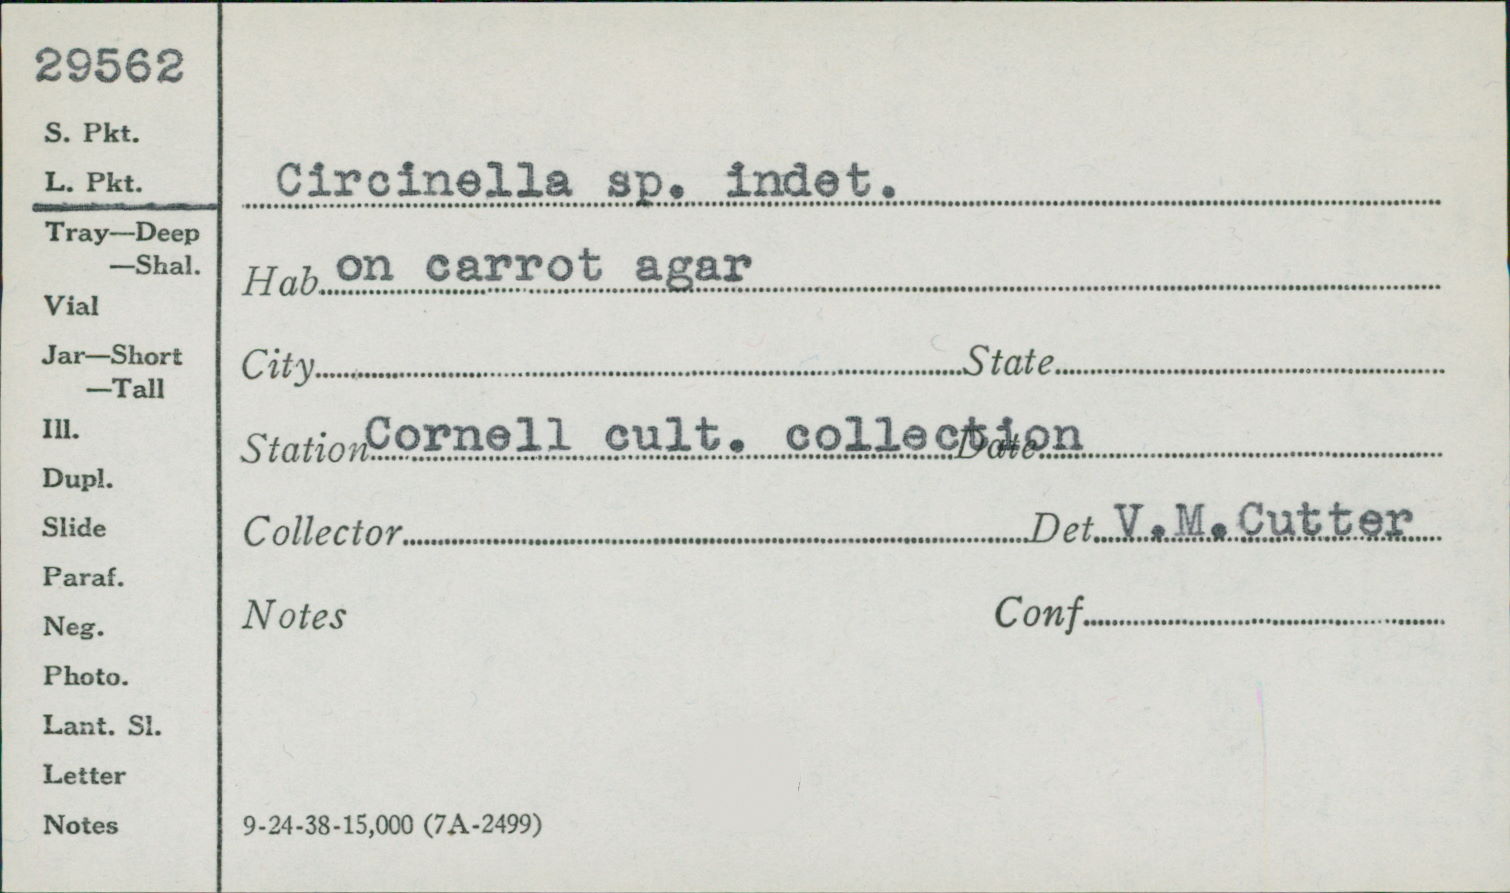 29562
S. Pkt.
L. Pkt.
Tray—Deep
—Shal.
Vial
Jar—Short
—Tall
Ill.
Dupl.
Slide
Paraf.
Neg.
Photo.
Lant. Sl.
Letter
Notes
Circinella sp. indet.
Hab. on carrot agar
City State
Station Cornell cult. collection Date
Collector Det. V.M.Cutter
Notes Conf.
9-24-38-15,000 (7A-2499)